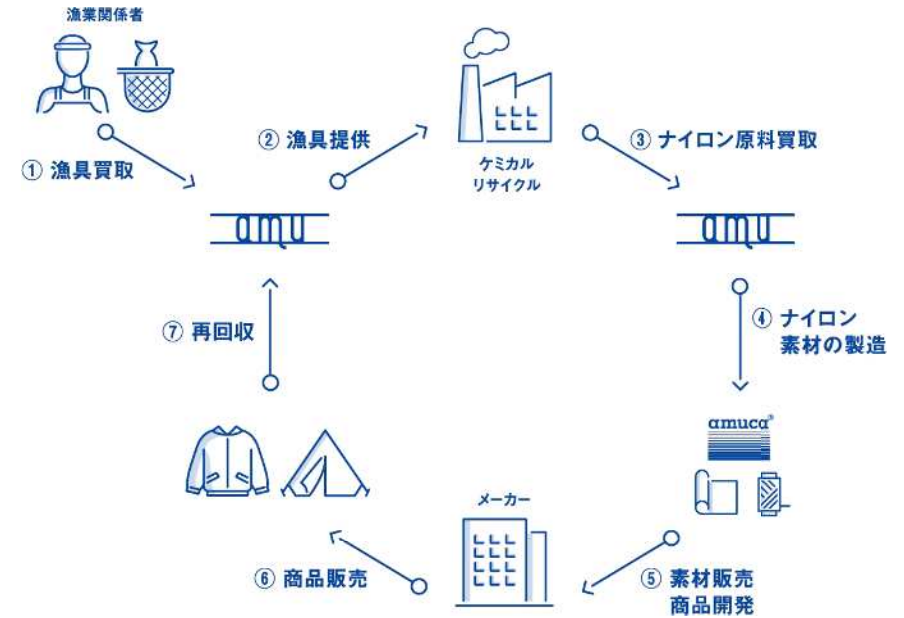 漁業関係者
① 漁具買取
② 漁具提供
ケミカル
リサイクル
③ ナイロン原料買取
amu
amu
④ ナイロン
素材の製造
amuca®
⑤ 素材販売
商品開発
メーカー
⑥ 商品販売
⑦ 再回収